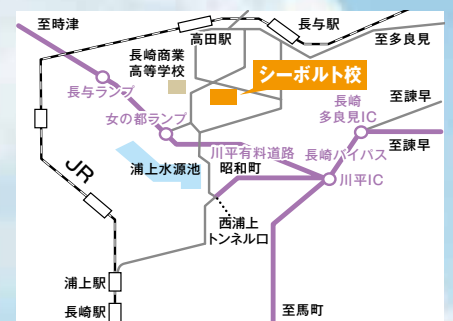 至時津
高田駅
長与駅
至多良見
長崎商業
高等学校
シーボルト校
長与ランプ
長崎
多良見IC
至諫早
女の都ランプ
川平有料道路
長崎バイパス
至諫早
JR
浦上水源池
昭和町
川平IC
西浦上
トンネル口
浦上駅
長崎駅
至馬町